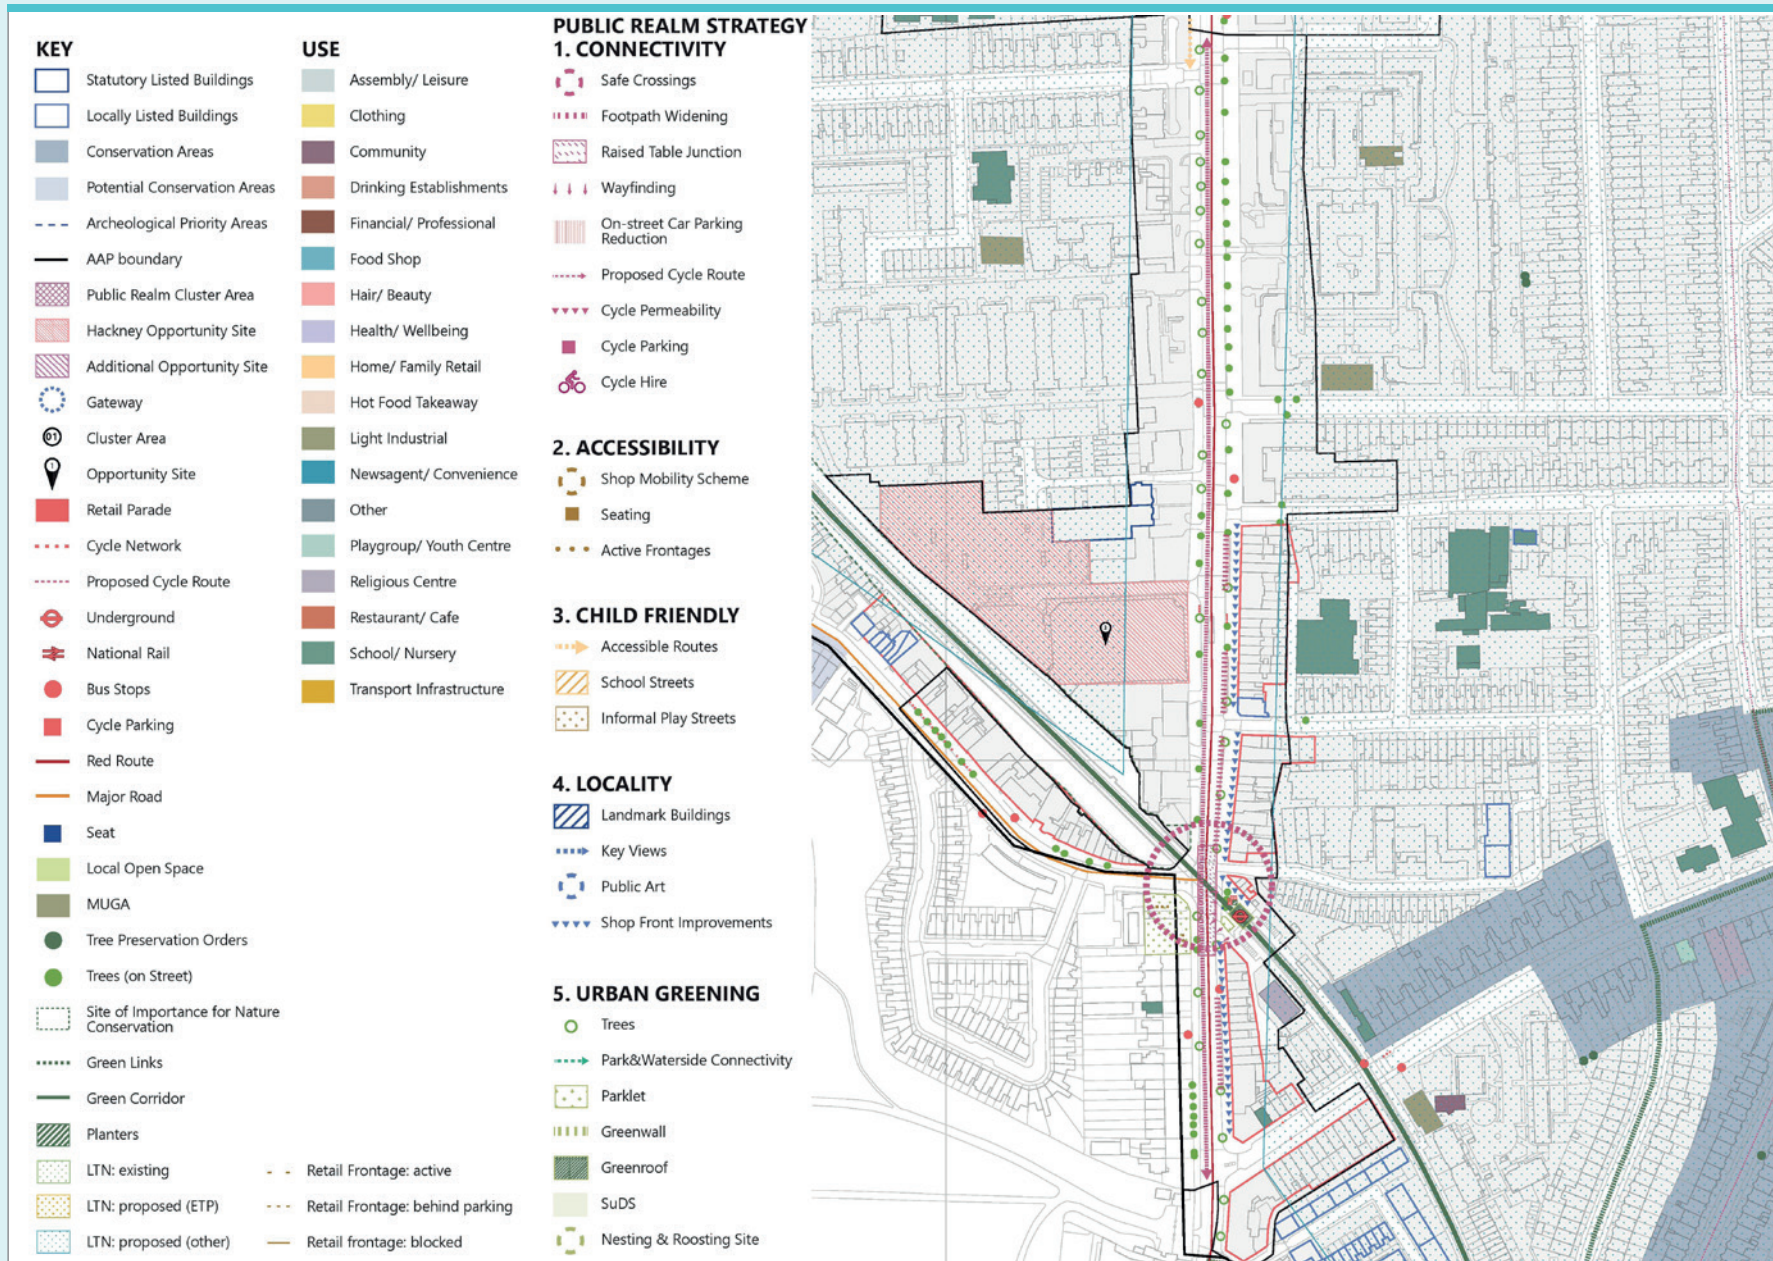 KEY
Statutory Listed Buildings
Locally Listed Buildings
Conservation Areas
Potential Conservation Areas
Archeological Priority Areas
AAP boundary
Public Realm Cluster Area
Hackney Opportunity Site
Additional Opportunity Site
Gateway
01
Cluster Area
1
Opportunity Site
Retail Parade
Cycle Network
Proposed Cycle Route
Underground
National Rail
Bus Stops
Cycle Parking
Red Route
Major Road
Seat
Local Open Space
MUGA
Tree Preservation Orders
Trees (on Street)
Site of Importance for Nature
Conservation
Green Links
Green Corridor
Planters
LTN: existing
LTN: proposed (ETP)
LTN: proposed (other)
Retail Frontage: active
Retail Frontage: behind parking
Retail frontage: blocked
USE
Assembly/ Leisure
Clothing
Community
Drinking Establishments
Financial/ Professional
Food Shop
Hair/ Beauty
Health/ Wellbeing
Home/ Family Retail
Hot Food Takeaway
Light Industrial
Newsagent/ Convenience
Other
Playgroup/ Youth Centre
Religious Centre
Restaurant/ Cafe
School/ Nursery
Transport Infrastructure
PUBLIC REALM STRATEGY
1. CONNECTIVITY
Safe Crossings
Footpath Widening
Raised Table Junction
Wayfinding
On-street Car Parking
Reduction
Proposed Cycle Route
Cycle Permeability
Cycle Parking
Cycle Hire
2. ACCESSIBILITY
Shop Mobility Scheme
Seating
Active Frontages
3. CHILD FRIENDLY
Accessible Routes
School Streets
Informal Play Streets
4. LOCALITY
Landmark Buildings
Key Views
Public Art
Shop Front Improvements
5. URBAN GREENING
Trees
Park&Waterside Connectivity
Parklet
Greenwall
Greenroof
SuDS
Nesting & Roosting Site